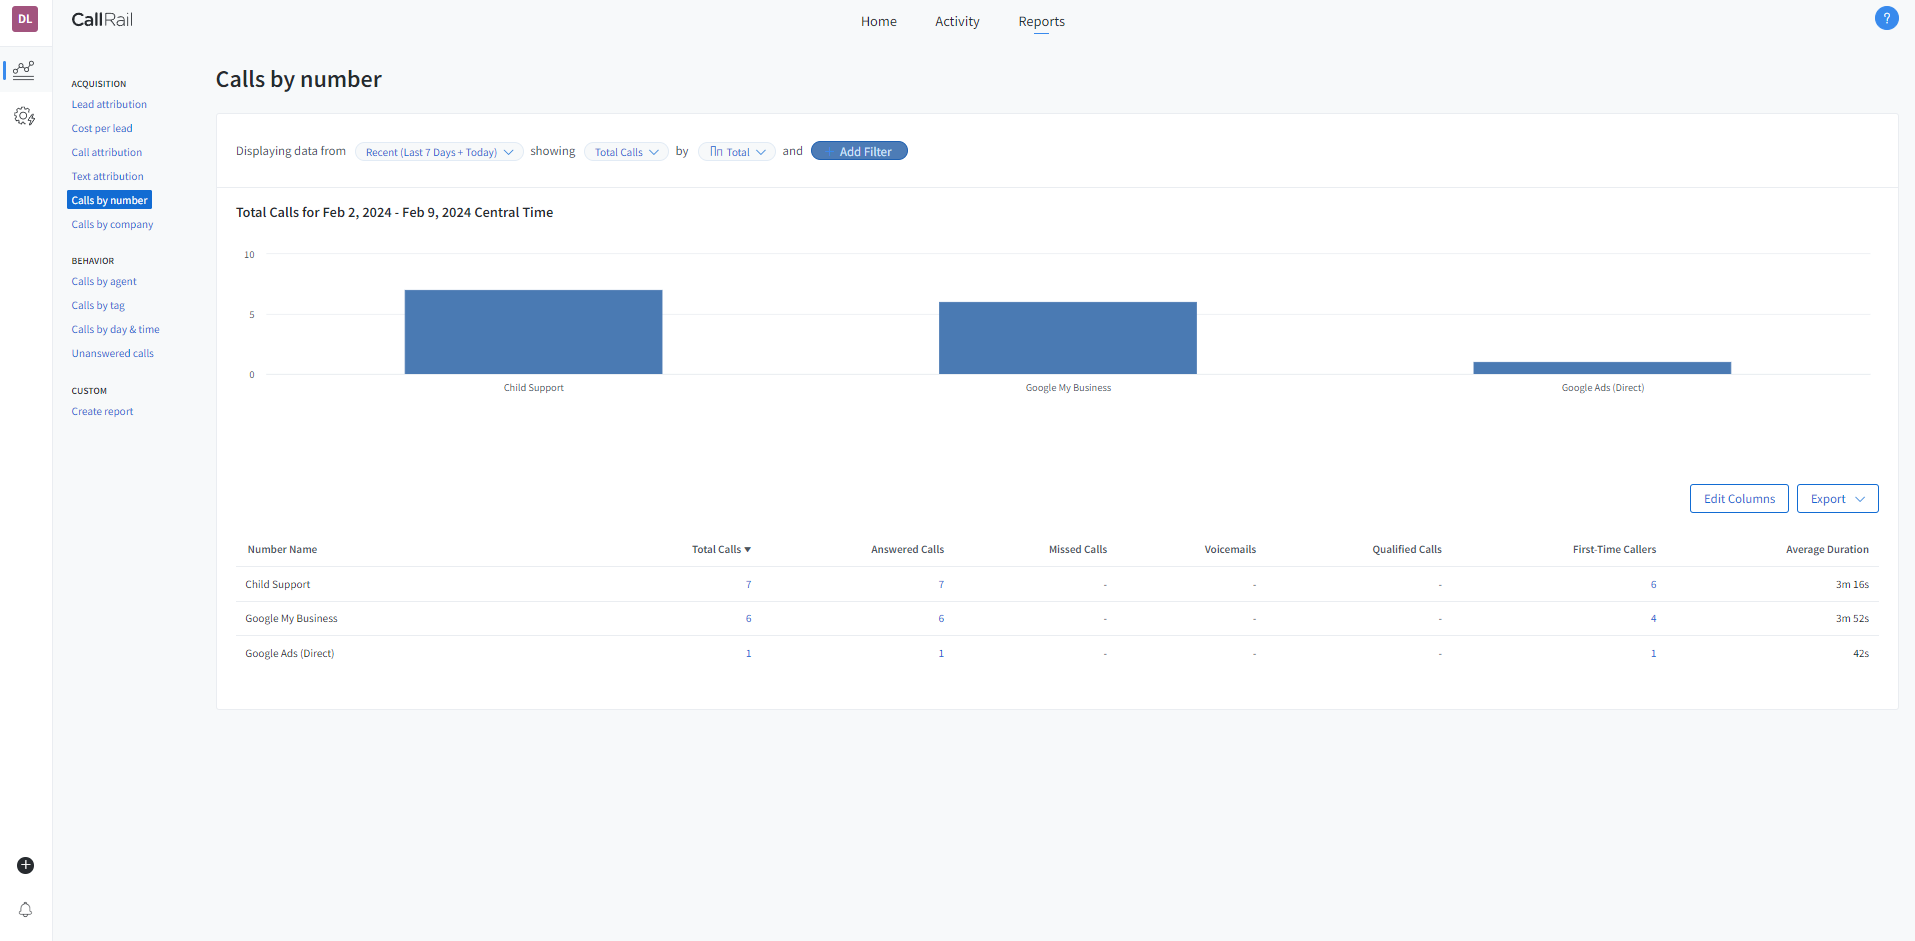 DL
CallRail
Home Activity Reports
?
ACQUISITION
Lead attribution
Cost per lead
Call attribution
Text attribution
Calls by number
Calls by company
BEHAVIOR
Calls by agent
Calls by tag
Calls by day & time
Unanswered calls
CUSTOM
Create report
Calls by number
Displaying data from Recent (Last 7 Days + Today) showing Total Calls by Total and Add Filter
Total Calls for Feb 2, 2024 - Feb 9, 2024 Central Time
10
5
0
Child Support Google My Business Google Ads (Direct)
Edit Columns Export
Number Name Total Calls Answered Calls Missed Calls Voicemails Qualified Calls First-Time Callers Average Duration
Child Support 7 7 - - - 6 3m 16s
Google My Business 6 6 - - - 4 3m 52s
Google Ads (Direct) 1 1 - - - 1 42s